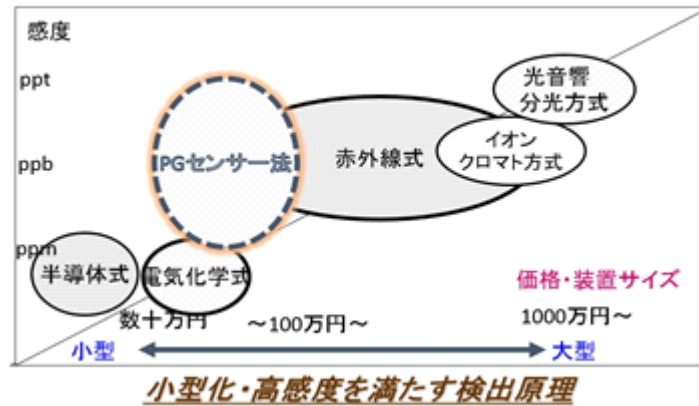 感度
ppt
光音響
分光方式
イオン
クロマト方式
PGセンサー法
赤外線式
ppb
ppm
半導体式
電気化学式
価格・装置サイズ
数十万円
～100万円～
1000万円～
小型
大型
小型化・高感度を満たす検出原理